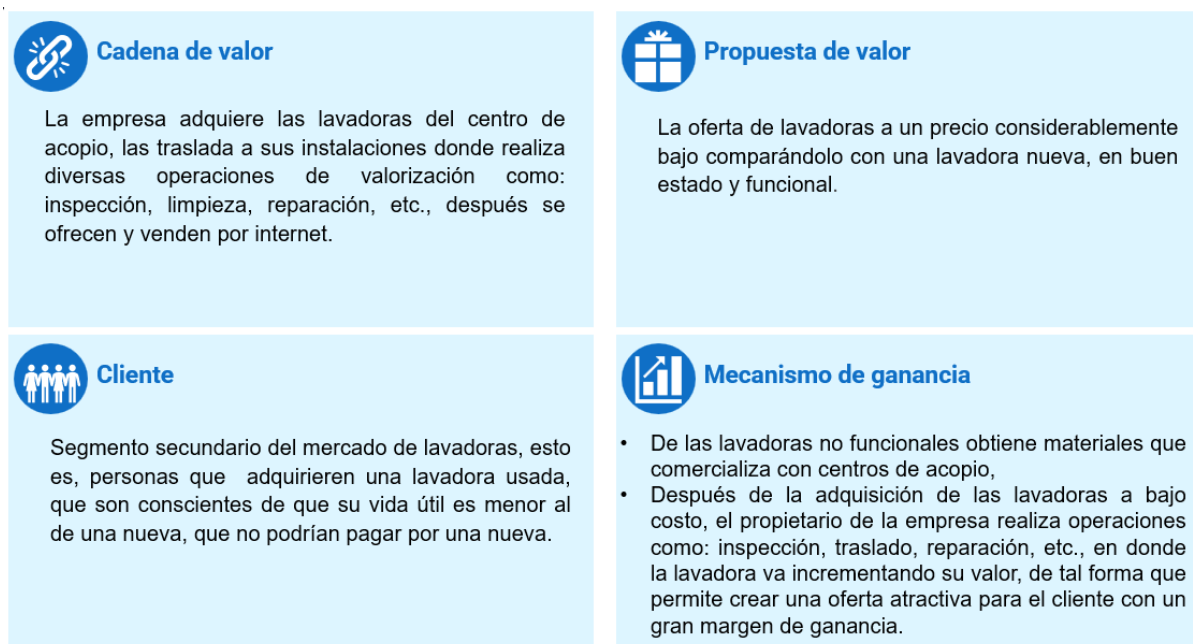 Cadena de valor
La empresa adquiere las lavadoras del centro de
acopio, las traslada a sus instalaciones donde realiza
diversas operaciones de valorización como:
inspección, limpieza, reparación, etc., después se
ofrecen y venden por internet.
Propuesta de valor
La oferta de lavadoras a un precio considerablemente
bajo comparándolo con una lavadora nueva, en buen
estado y funcional.
Cliente
Segmento secundario del mercado de lavadoras, esto
es, personas que adquirieren una lavadora usada,
que son conscientes de que su vida útil es menor al
de una nueva, que no podrían pagar por una nueva.
Mecanismo de ganancia
• De las lavadoras no funcionales obtiene materiales que
comercializa con centros de acopio,
• Después de la adquisición de las lavadoras a bajo
costo, el propietario de la empresa realiza operaciones
como: inspección, traslado, reparación, etc., en donde
la lavadora va incrementando su valor, de tal forma que
permite crear una oferta atractiva para el cliente con un
gran margen de ganancia.